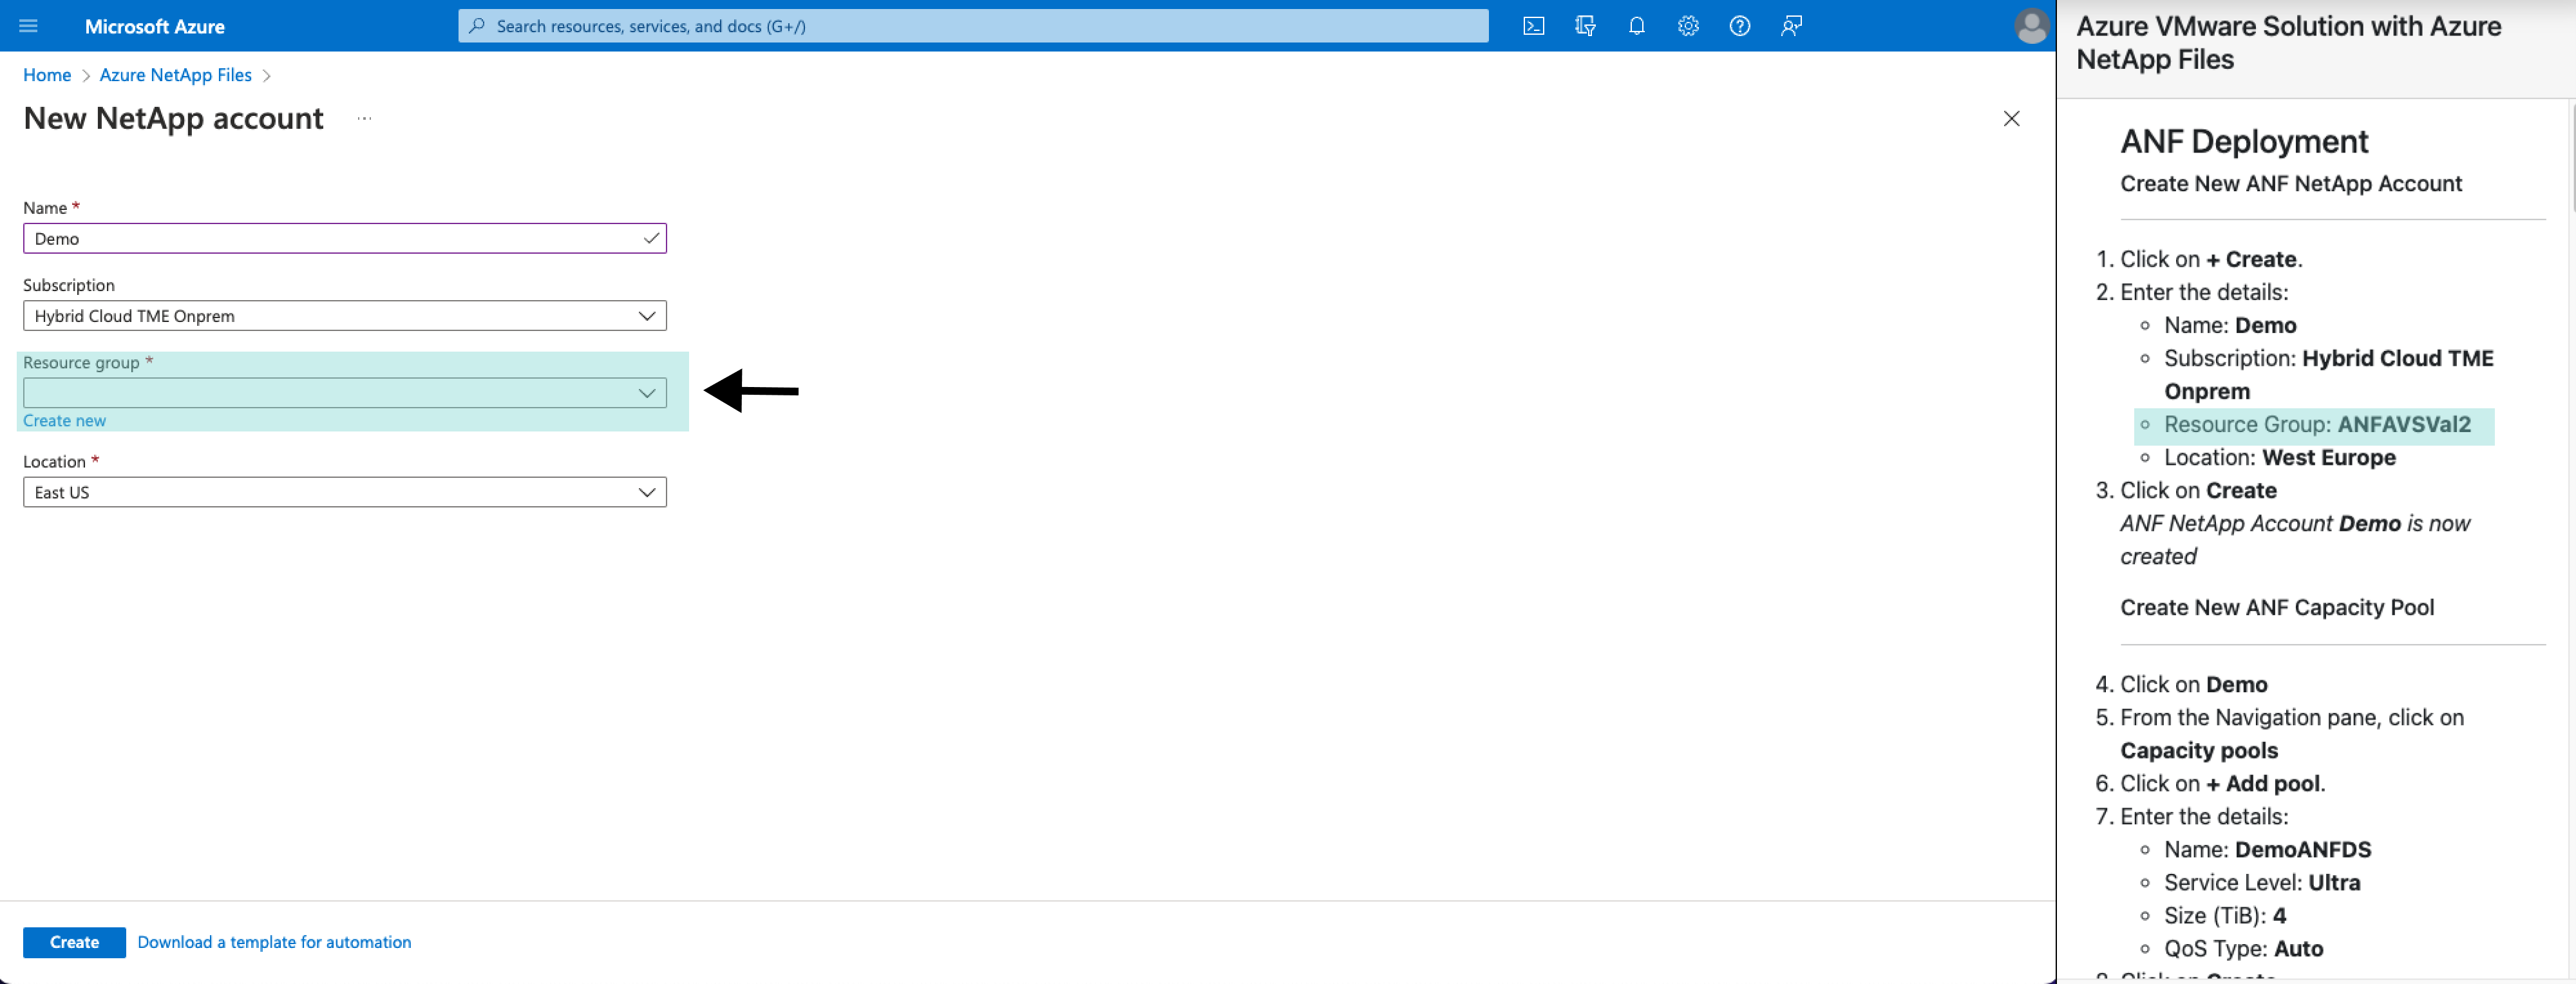 Microsoft Azure
Search resources, services, and docs (G+/)
Home > Azure NetApp Files >
New NetApp account ...
Name *
Demo
Subscription
Hybrid Cloud TME Onprem
Resource group *
Create new
Location *
East US
Create
Download a template for automation
Azure VMware Solution with Azure
NetApp Files
ANF Deployment
Create New ANF NetApp Account
1. Click on + Create.
2. Enter the details:
Name: Demo
Subscription: Hybrid Cloud TME
Onprem
Resource Group: ANFAVSVal2
Location: West Europe
3. Click on Create
ANF NetApp Account Demo is now
created
Create New ANF Capacity Pool
4. Click on Demo
5. From the Navigation pane, click on
Capacity pools
6. Click on + Add pool.
7. Enter the details:
Name: DemoANFDS
Service Level: Ultra
Size (TiB): 4
QoS Type: Auto
8. Click on Create